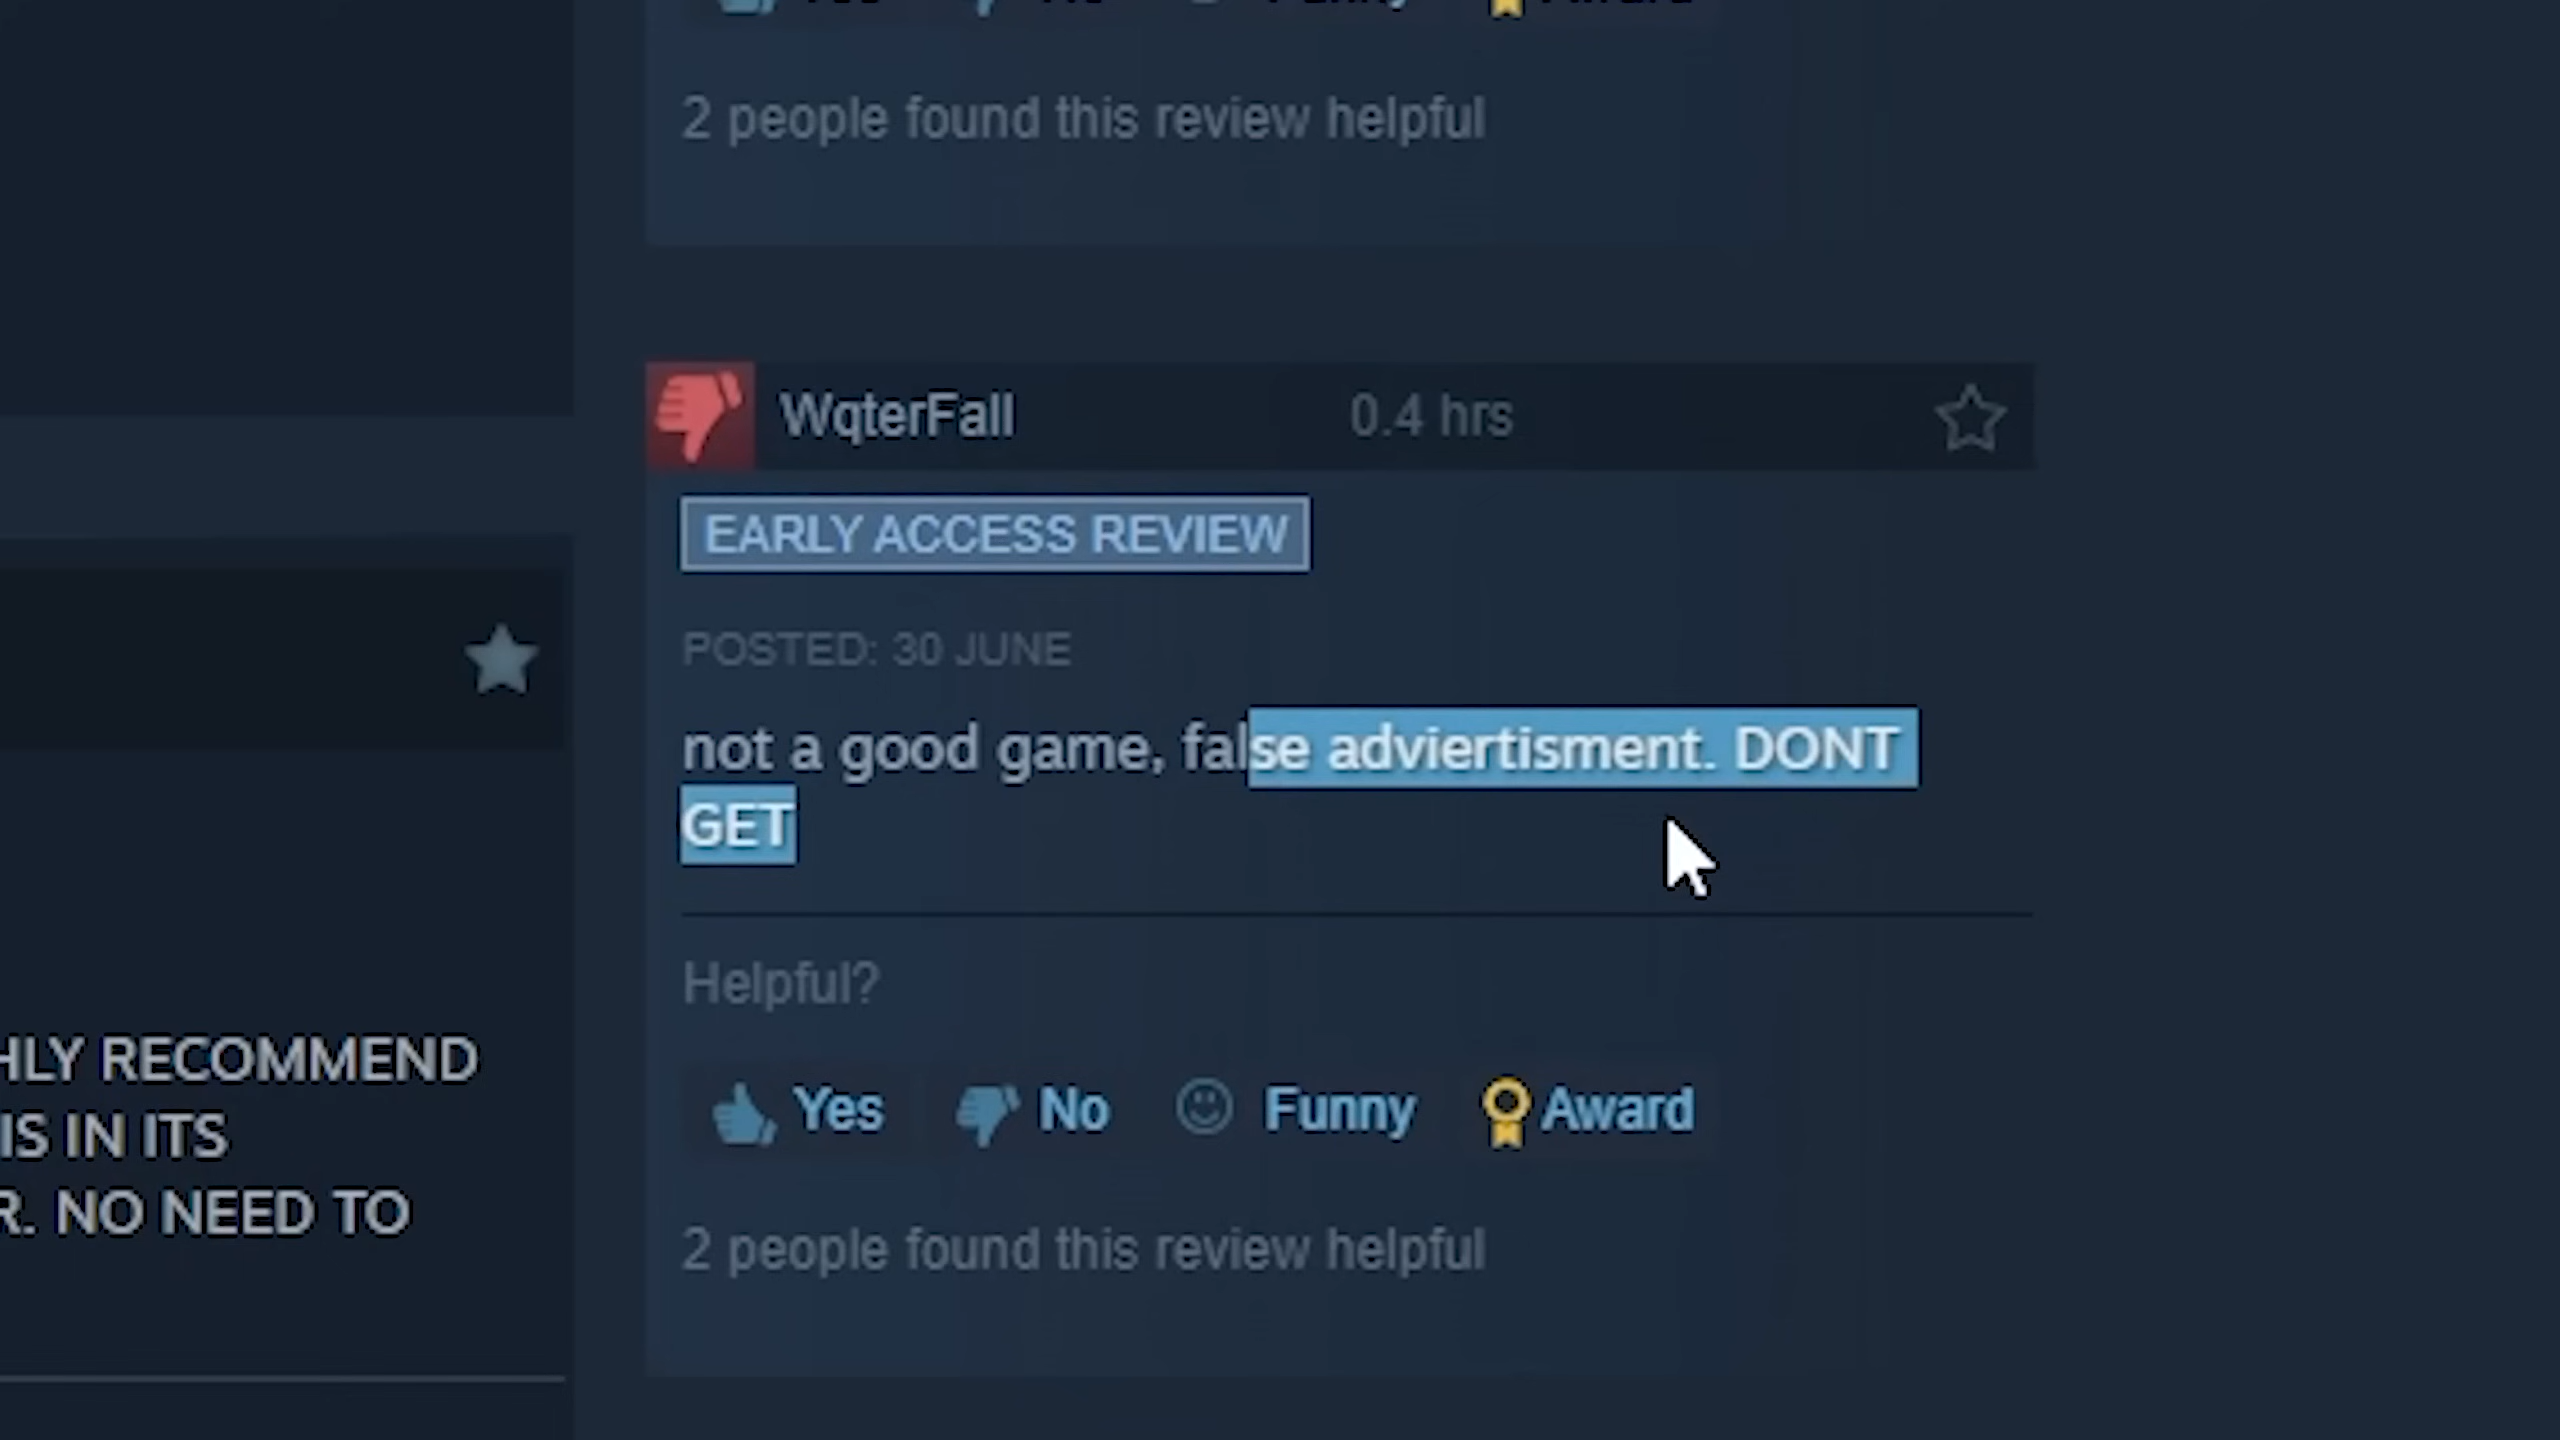 2 people found this review helpful
WqterFall 0.4 hrs
EARLY ACCESS REVIEW
POSTED: 30 JUNE
not a good game, false adviertisment. DONT
GET
Helpful?
Yes No Funny Award
2 people found this review helpful
RECOMMEND
IS IN ITS
NO NEED TO